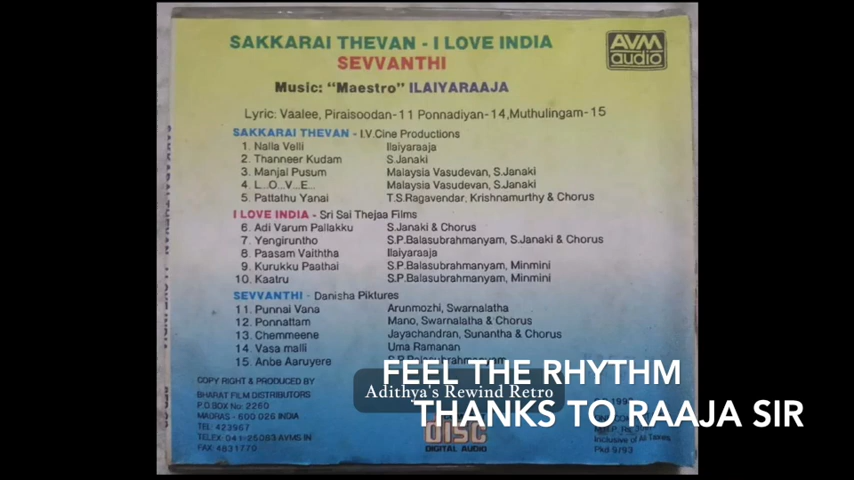 SAKKARAI THEVAN - I LOVE INDIA
SEVVANTHI
AVM
audio
Music: "Maestro" ILAIYARAAJA
Lyric: Vaalee, Piraisoodan-11 Ponnadiyan-14,Muthulingam-15
SAKKARAI THEVAN - I.V.Cine Productions
1. Nalla Velli Ilaiyaraaja
2. Thanneer Kudam S.Janaki
3. Manjal Pusum Malaysia Vasudevan, S.Janaki
4. L...O...V...E... Malaysia Vasudevan, S.Janaki
5. Pattathu Yanai T.S.Ragavendar, Krishnamurthy & Chorus
I LOVE INDIA - Sri Sai Thejaa Films
6. Adi Varum Pallakku S.Janaki & Chorus
7. Yengiruntho S.P.Balasubrahmanyam, S.Janaki & Chorus
8. Paasam Vaiththa Ilaiyaraaja
9. Kurukku Paathai S.P.Balasubrahmanyam, Minmini
10. Kaatru S.P.Balasubrahmanyam, Minmini
SEVVANTHI - Danisha Piktures
11. Punnai Vana Arunmozhi, Swarnalatha
12. Ponnattam Mano, Swarnalatha & Chorus
13. Chemmeene Jayachandran, Sunantha & Chorus
14. Vasa malli Uma Ramanan
15. Anbe Aaruyere S.P.Balasubrahmanyam
FEEL THE RHYTHM
Adithya's Rewind Retro
THANKS TO RAAJA SIR
COPY RIGHT & PRODUCED BY
BHARAT FILM DISTRIBUTORS
P.O.BOX No: 2260
MADRAS - 600 026 INDIA
TEL: 423967
TELEX: 041-25083 AVMS IN
FAX: 4831770
disc
DIGITAL AUDIO
Inclusive of All Taxes
Pkd 9/93